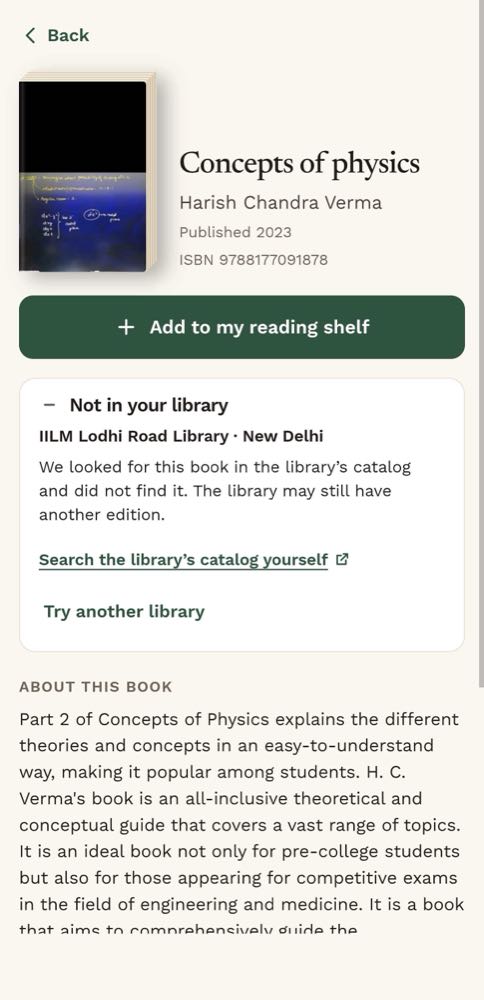 Back
Concepts of physics
Harish Chandra Verma
Published 2023
ISBN 9788177091878
Add to my reading shelf
Not in your library
IILM Lodhi Road Library · New Delhi
We looked for this book in the library’s catalog
and did not find it. The library may still have
another edition.
Search the library’s catalog yourself
Try another library
ABOUT THIS BOOK
Part 2 of Concepts of Physics explains the different
theories and concepts in an easy-to-understand
way, making it popular among students. H. C.
Verma's book is an all-inclusive theoretical and
conceptual guide that covers a vast range of topics.
It is an ideal book not only for pre-college students
but also for those appearing for competitive exams
in the field of engineering and medicine. It is a book
that aims to comprehensively guide the